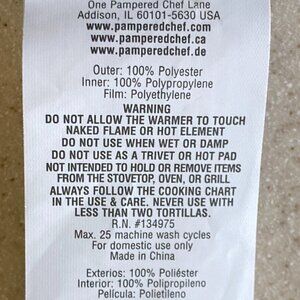 One Pampered Chef Lane
Addison, IL 60101-5630 USA
www.pamperedchef.com
www.pamperedchef.ca
www.pamperedchef.de
Outer: 100% Polyester
Inner: 100% Polypropylene
Film: Polyethylene
WARNING
DO NOT ALLOW THE WARMER TO TOUCH
NAKED FLAME OR HOT ELEMENT
DO NOT USE WHEN WET OR DAMP
DO NOT USE AS A TRIVET OR HOT PAD
NOT INTENDED TO HOLD OR REMOVE ITEMS
FROM THE STOVETOP, OVEN, OR GRILL
ALWAYS FOLLOW THE COOKING CHART
IN THE USE & CARE. NEVER USE WITH
LESS THAN TWO TORTILLAS.
R.N. #134975
Max. 25 machine wash cycles
For domestic use only
Made in China
Exterios: 100% Poliéster
Interior: 100% Polipropileno
Película: Polietileno